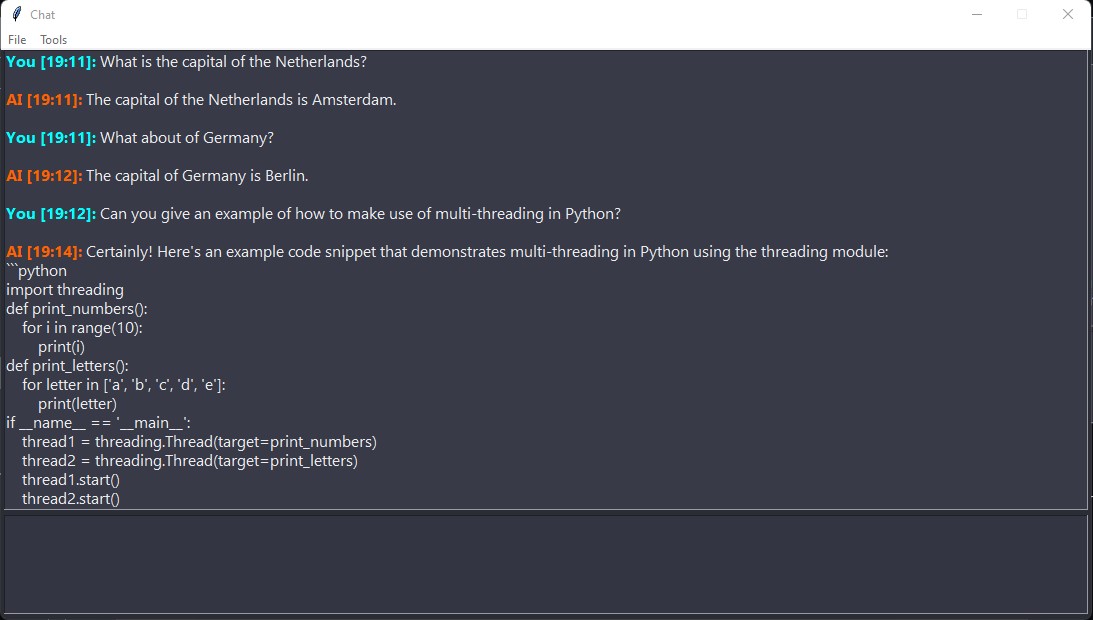 Chat
File Tools
You [19:11]: What is the capital of the Netherlands?
AI [19:11]: The capital of the Netherlands is Amsterdam.
You [19:11]: What about of Germany?
AI [19:12]: The capital of Germany is Berlin.
You [19:12]: Can you give an example of how to make use of multi-threading in Python?
AI [19:14]: Certainly! Here's an example code snippet that demonstrates multi-threading in Python using the threading module:
```python
import threading
def print_numbers():
    for i in range(10):
        print(i)
def print_letters():
    for letter in ['a', 'b', 'c', 'd', 'e']:
        print(letter)
if __name__ == '__main__':
    thread1 = threading.Thread(target=print_numbers)
    thread2 = threading.Thread(target=print_letters)
    thread1.start()
    thread2.start()